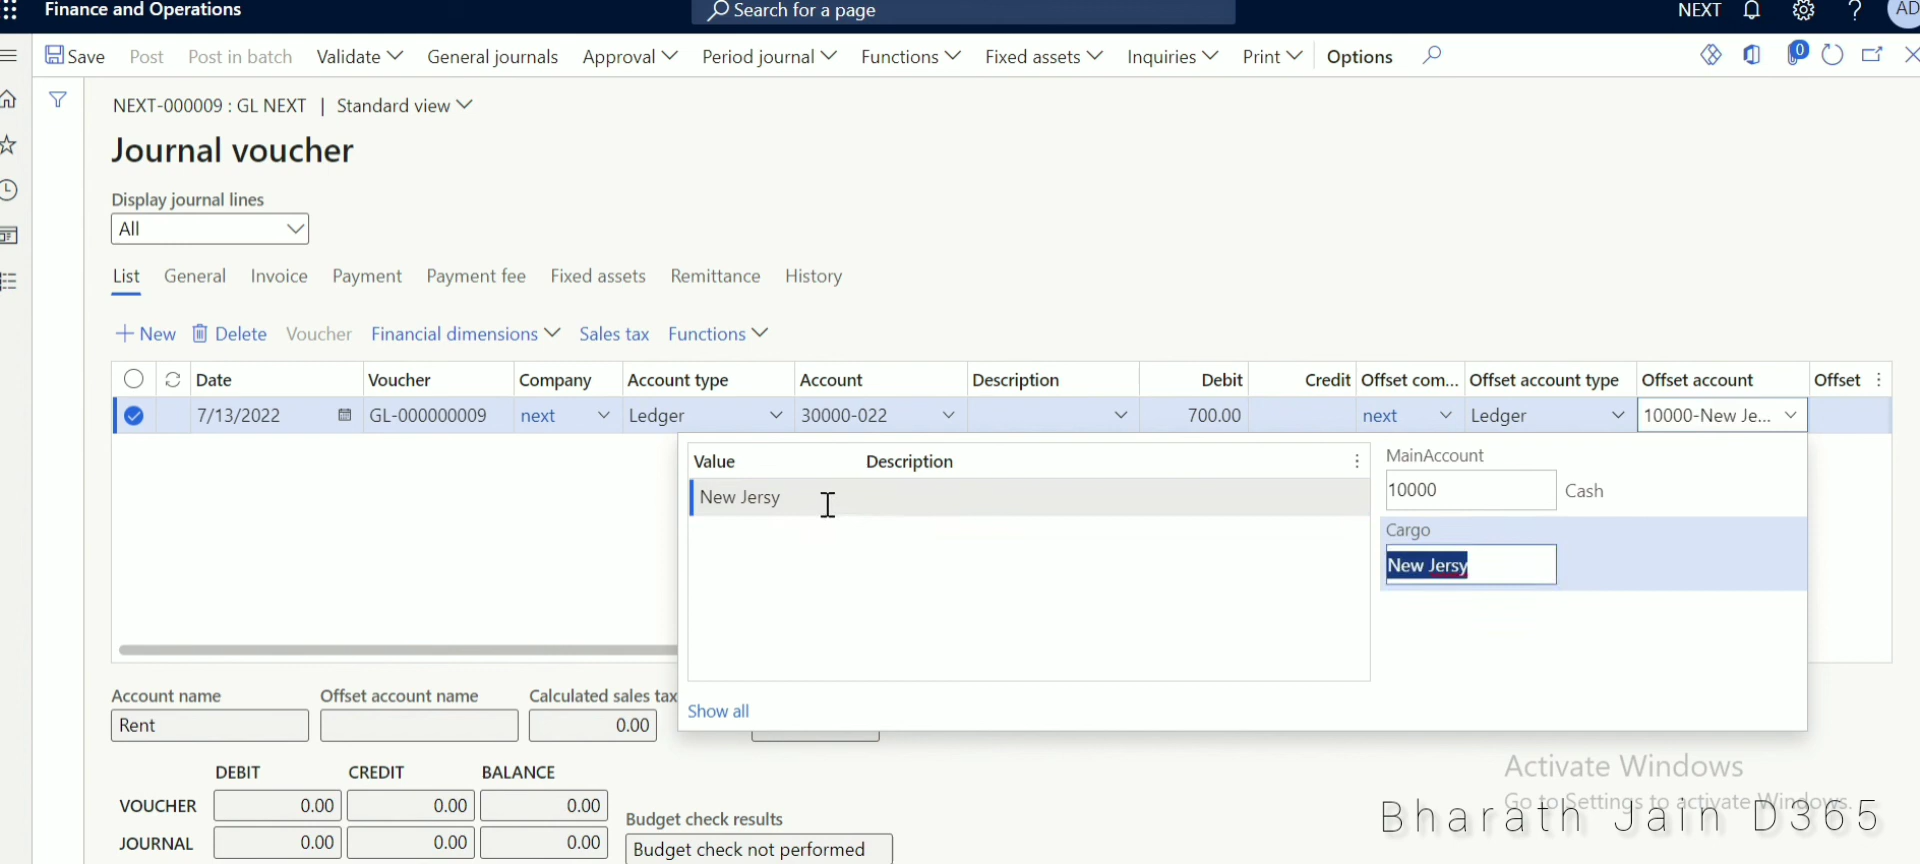 Finance and Operations
Search for a page
NEXT
?
AD
Save Post Post in batch Validate General journals Approval Period journal Functions Fixed assets Inquiries Print Options
0
NEXT-000009 : GL NEXT | Standard view
Journal voucher
Display journal lines
All
List General Invoice Payment Payment fee Fixed assets Remittance History
+ New Delete Voucher Financial dimensions Sales tax Functions
Date Voucher Company Account type Account Description Debit Credit Offset com... Offset account type Offset account Offset
7/13/2022 GL-000000009 next Ledger 30000-022 700.00 next Ledger 10000-New Je...
Value Description
New Jersy
MainAccount
10000 Cash
Cargo
New Jersy
Show all
Account name Offset account name Calculated sales tax
Rent 0.00
DEBIT CREDIT BALANCE
VOUCHER 0.00 0.00 0.00
JOURNAL 0.00 0.00 0.00
Budget check results
Budget check not performed
Activate Windows
Go to Settings to activate Windows.
Bharath Jain D365